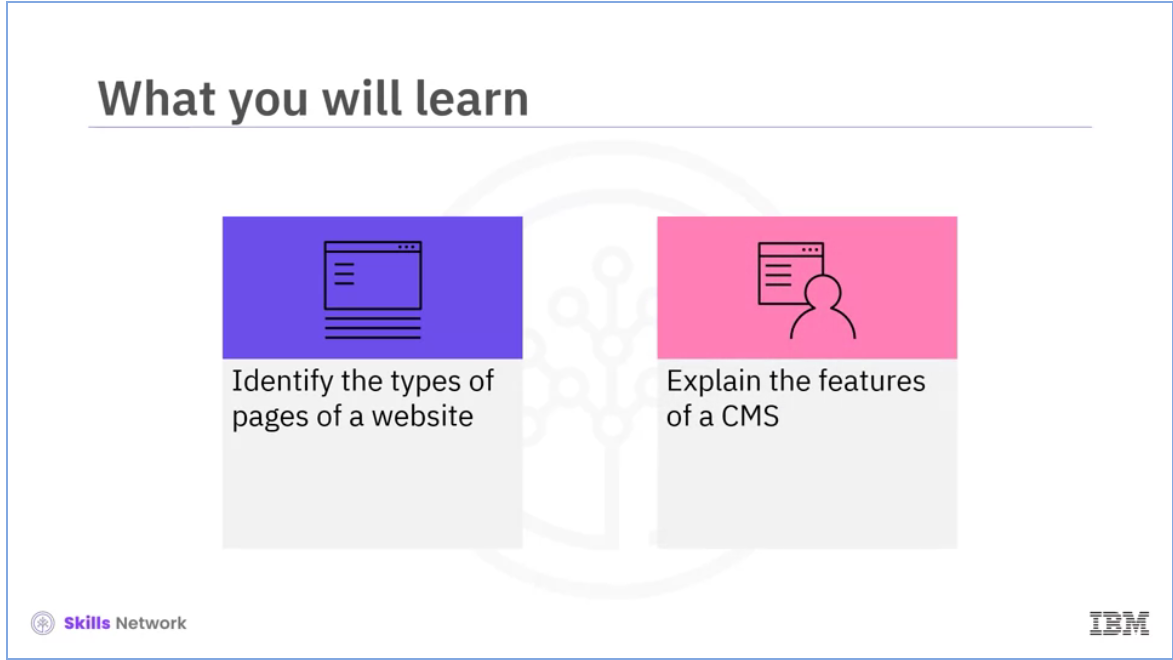 What you will learn
Identify the types of
pages of a website
Explain the features
of a CMS
Skills Network
IBM